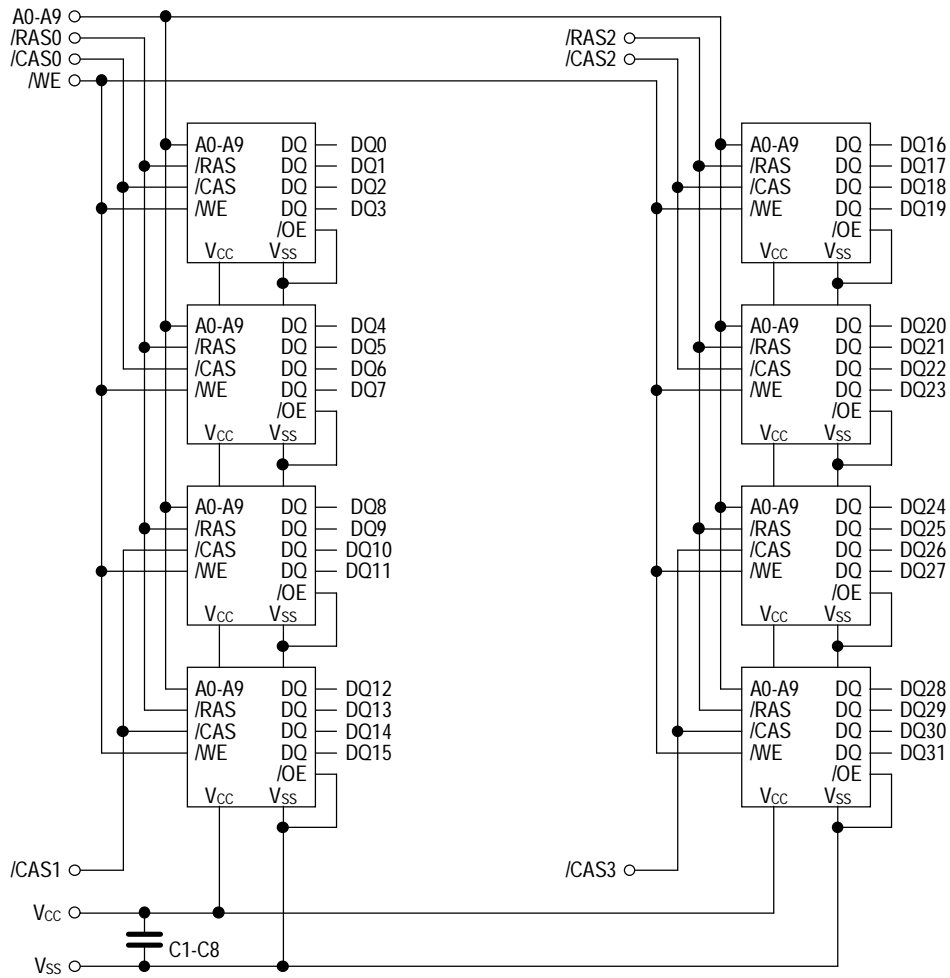 A0-A9
/RAS0 /RAS2
/CAS0 /CAS2
/WE
A0-A9 DQ DQ0 A0-A9 DQ DQ16
/RAS DQ DQ1 /RAS DQ DQ17
/CAS DQ DQ2 /CAS DQ DQ18
/WE DQ DQ3 /WE DQ DQ19
/OE /OE
VCC VSS VCC VSS
A0-A9 DQ DQ4 A0-A9 DQ DQ20
/RAS DQ DQ5 /RAS DQ DQ21
/CAS DQ DQ6 /CAS DQ DQ22
/WE DQ DQ7 /WE DQ DQ23
/OE /OE
VCC VSS VCC VSS
A0-A9 DQ DQ8 A0-A9 DQ DQ24
/RAS DQ DQ9 /RAS DQ DQ25
/CAS DQ DQ10 /CAS DQ DQ26
/WE DQ DQ11 /WE DQ DQ27
/OE /OE
VCC VSS VCC VSS
A0-A9 DQ DQ12 A0-A9 DQ DQ28
/RAS DQ DQ13 /RAS DQ DQ29
/CAS DQ DQ14 /CAS DQ DQ30
/WE DQ DQ15 /WE DQ DQ31
/OE /OE
VCC VSS VCC VSS
/CAS1 /CAS3
VCC
C1-C8
VSS